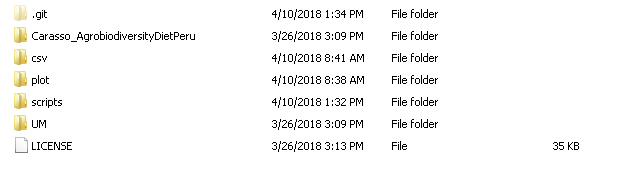 .git 4/10/2018 1:34 PM File folder
Carasso_AgrobiodiversityDietPeru 3/26/2018 3:09 PM File folder
csv 4/10/2018 8:41 AM File folder
plot 4/10/2018 8:38 AM File folder
scripts 4/10/2018 1:32 PM File folder
UM 3/26/2018 3:09 PM File folder
LICENSE 3/26/2018 3:13 PM File 35 KB